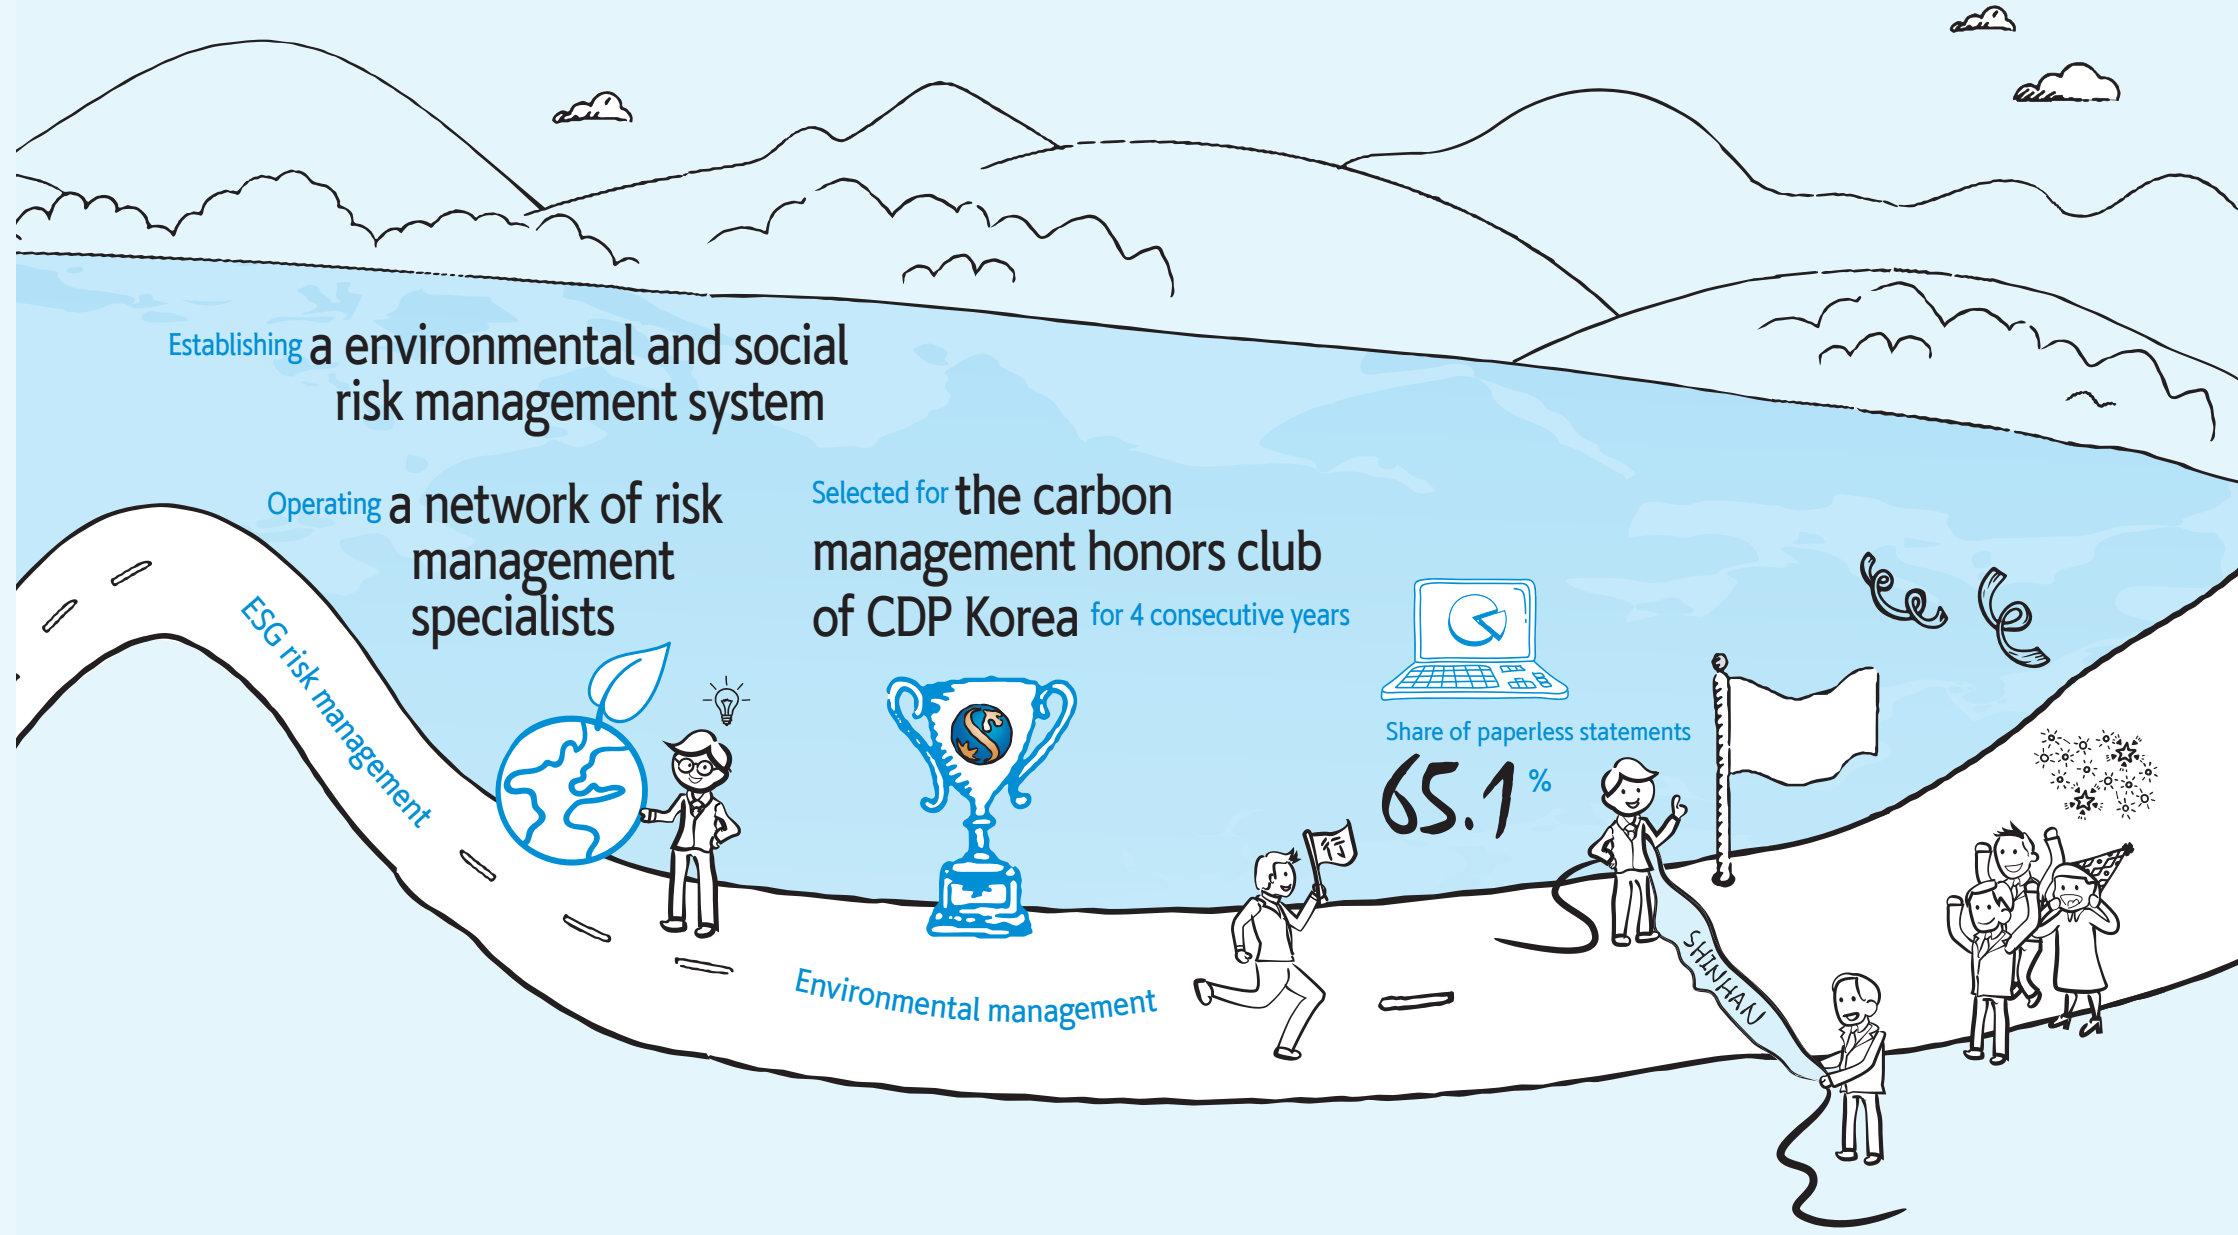 Establishing a environmental and social
risk management system
Operating a network of risk
management
specialists
Selected for the carbon
management honors club
of CDP Korea for 4 consecutive years
Share of paperless statements
65.1 %
ESG risk management
Environmental management
SHINHAN